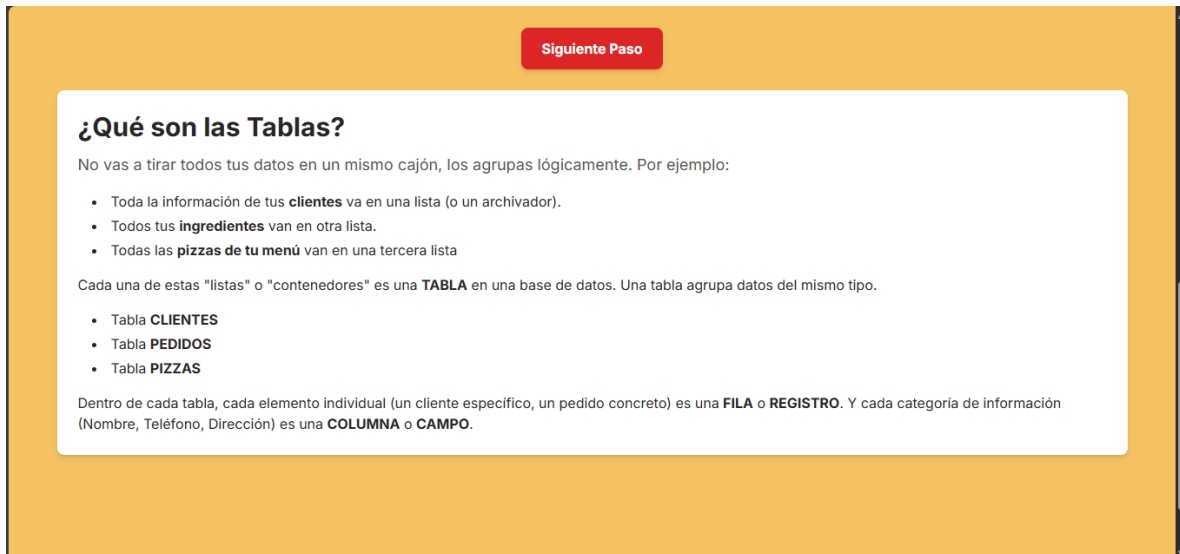 Siguiente Paso
¿Qué son las Tablas?
No vas a tirar todos tus datos en un mismo cajón, los agrupas lógicamente. Por ejemplo:
• Toda la información de tus clientes va en una lista (o un archivador).
• Todos tus ingredientes van en otra lista.
• Todas las pizzas de tu menú van en una tercera lista
Cada una de estas "listas" o "contenedores" es una TABLA en una base de datos. Una tabla agrupa datos del mismo tipo.
• Tabla CLIENTES
• Tabla PEDIDOS
• Tabla PIZZAS
Dentro de cada tabla, cada elemento individual (un cliente específico, un pedido concreto) es una FILA o REGISTRO. Y cada categoría de información
(Nombre, Teléfono, Dirección) es una COLUMNA o CAMPO.